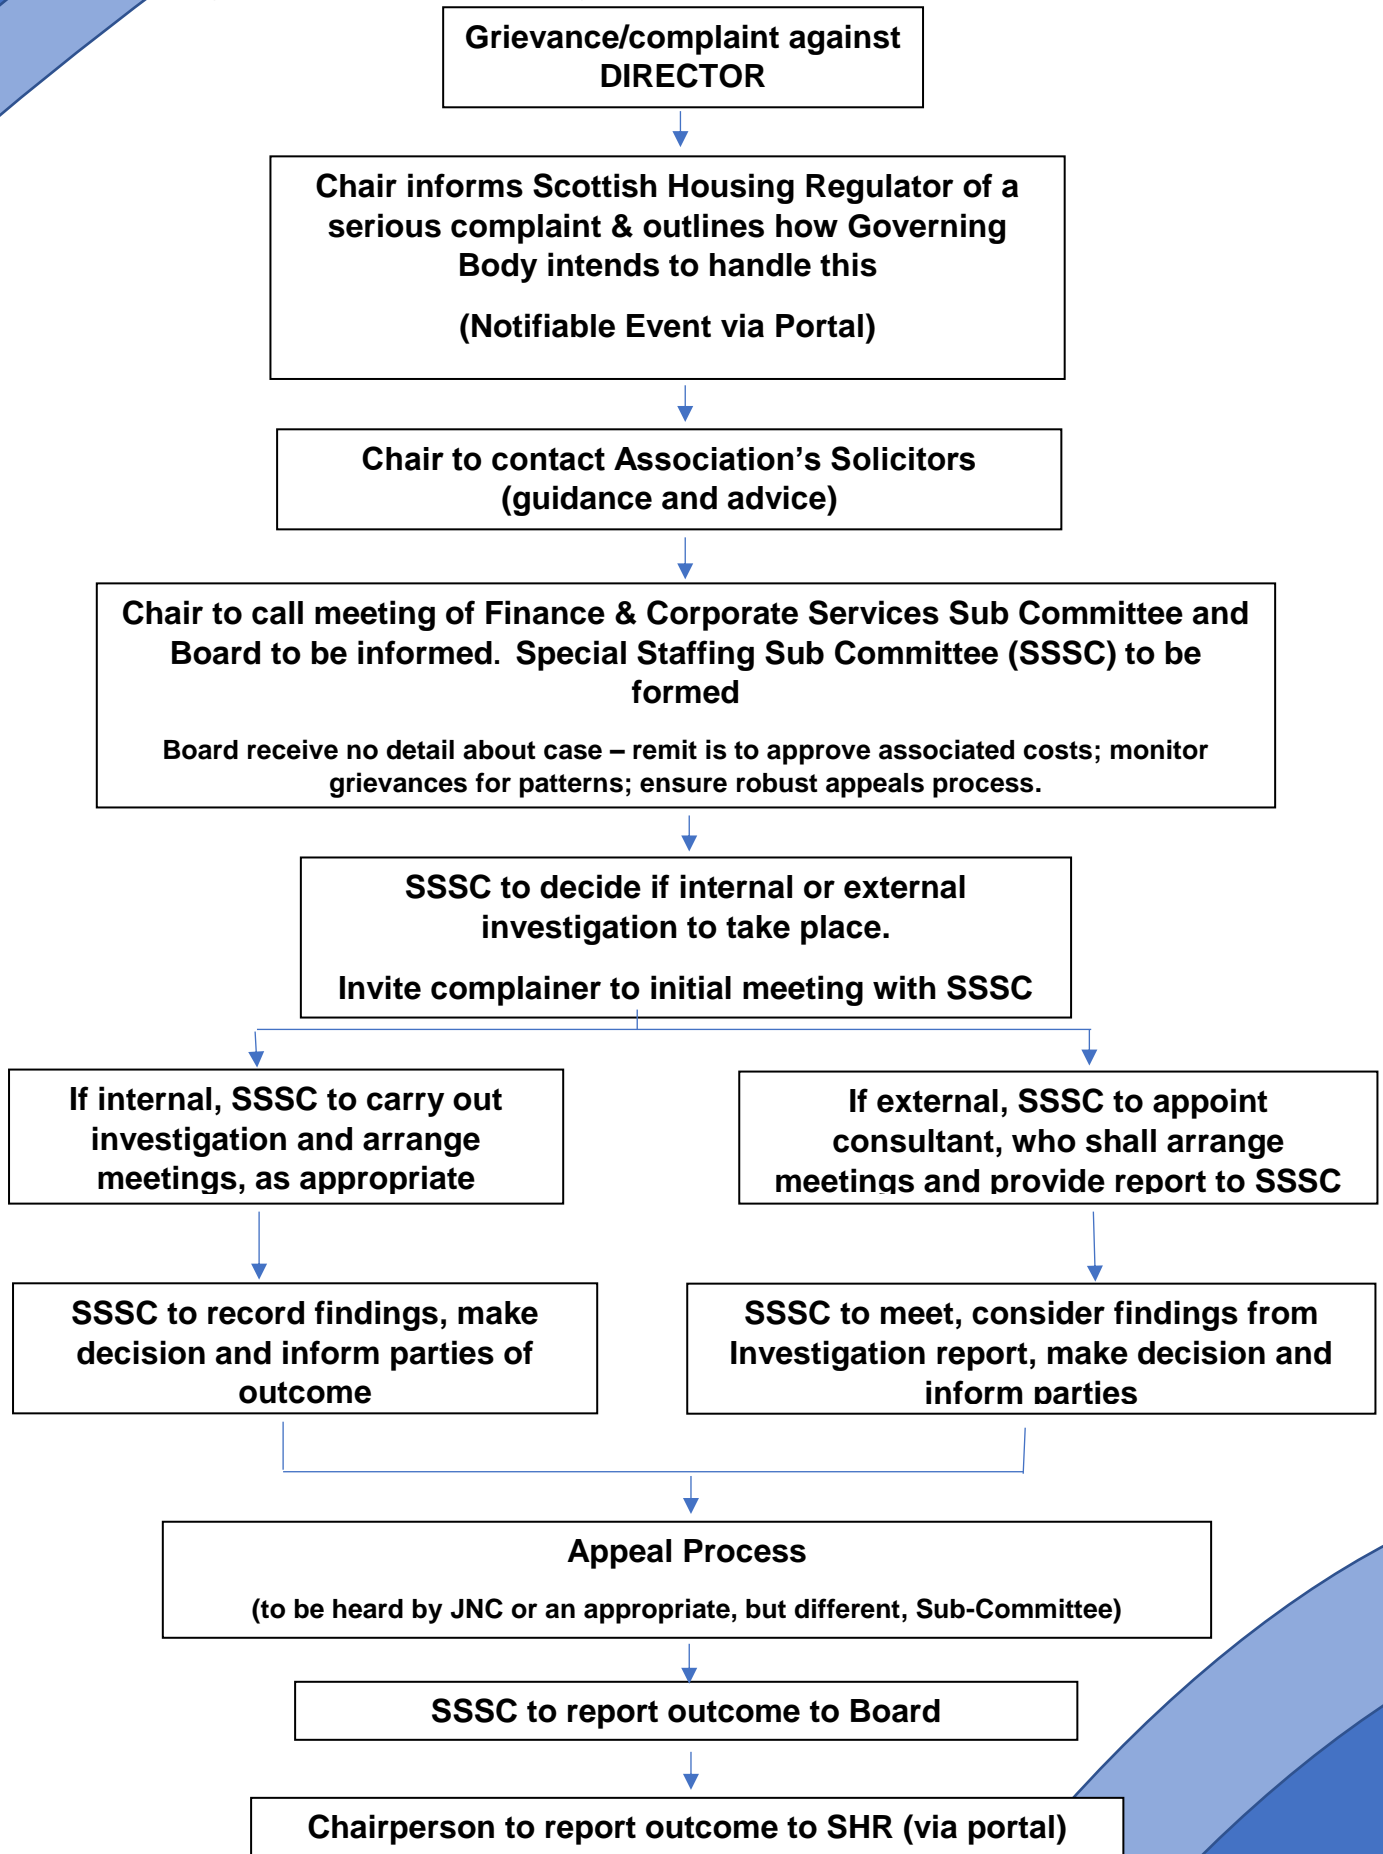 Grievance/complaint against
DIRECTOR
Chair informs Scottish Housing Regulator of a
serious complaint & outlines how Governing
Body intends to handle this
(Notifiable Event via Portal)
Chair to contact Association’s Solicitors
(guidance and advice)
Chair to call meeting of Finance & Corporate Services Sub Committee and
Board to be informed. Special Staffing Sub Committee (SSSC) to be
formed
Board receive no detail about case – remit is to approve associated costs; monitor
grievances for patterns; ensure robust appeals process.
SSSC to decide if internal or external
investigation to take place.
Invite complainer to initial meeting with SSSC
If internal, SSSC to carry out
investigation and arrange
meetings, as appropriate
If external, SSSC to appoint
consultant, who shall arrange
meetings and provide report to SSSC
SSSC to record findings, make
decision and inform parties of
outcome
SSSC to meet, consider findings from
Investigation report, make decision and
inform parties
Appeal Process
(to be heard by JNC or an appropriate, but different, Sub-Committee)
SSSC to report outcome to Board
Chairperson to report outcome to SHR (via portal)